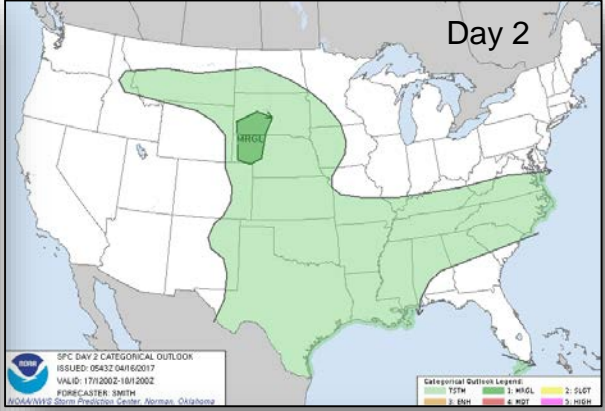 Day 2
MRGL
NOAA
SPC DAY 2 CATEGORICAL OUTLOOK
ISSUED: 0543Z 04/16/2017
VALID: 17/1200Z-18/1200Z
FORECASTER: SMITH
NOAA/NWS Storm Prediction Center, Norman, Oklahoma
Categorical Outlook Legend:
TSTM 1: MRGL 2: SLGT
3: ENH 4: MDT 5: HIGH